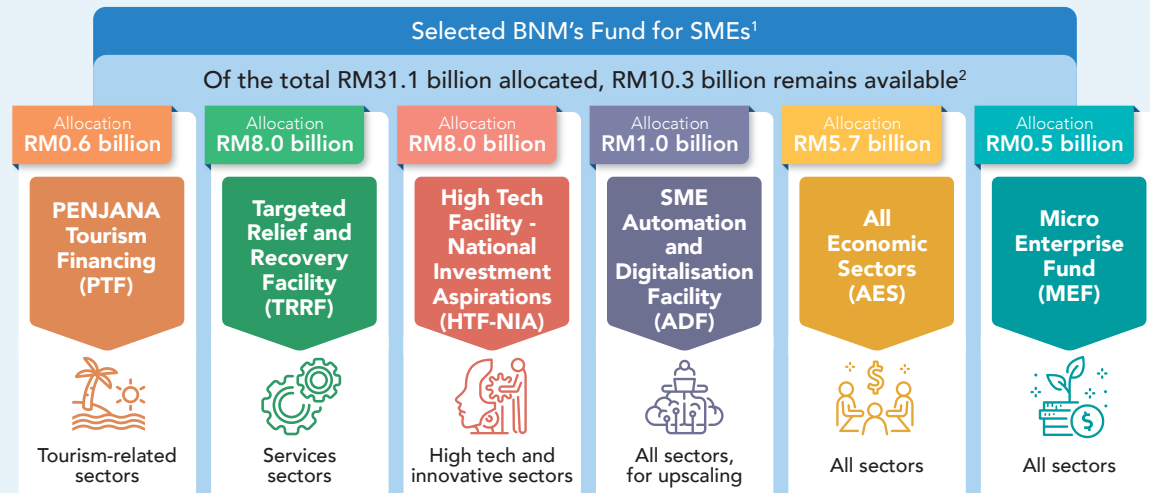 Selected BNM's Fund for SMEs¹
Of the total RM31.1 billion allocated, RM10.3 billion remains available²
Allocation
RM0.6 billion
PENJANA
Tourism
Financing
(PTF)
Tourism-related
sectors
Allocation
RM8.0 billion
Targeted
Relief and
Recovery
Facility
(TRRF)
Services
sectors
Allocation
RM8.0 billion
High Tech
Facility -
National
Investment
Aspirations
(HTF-NIA)
High tech and
innovative sectors
Allocation
RM1.0 billion
SME
Automation
and
Digitalisation
Facility
(ADF)
All sectors,
for upscaling
Allocation
RM5.7 billion
All
Economic
Sectors
(AES)
$
All sectors
Allocation
RM0.5 billion
Micro
Enterprise
Fund
(MEF)
$
All sectors